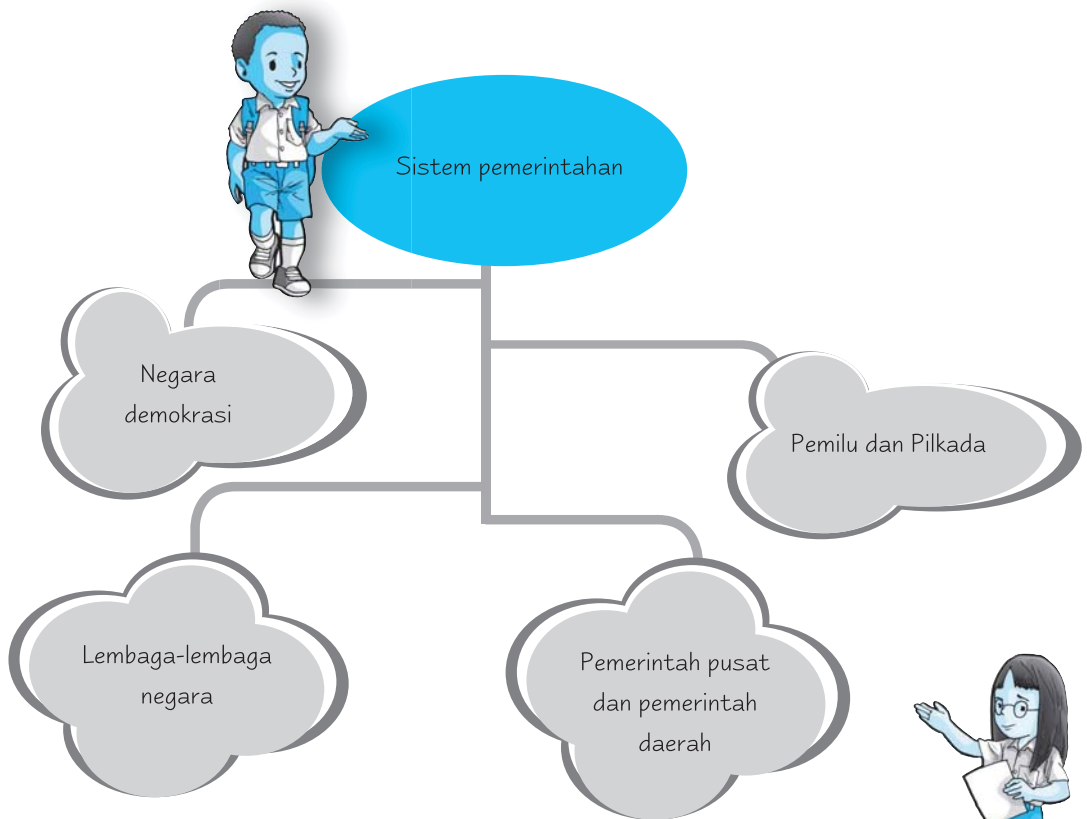 Sistem pemerintahan
Negara
demokrasi
Pemilu dan Pilkada
Lembaga-lembaga
negara
Pemerintah pusat
dan pemerintah
daerah